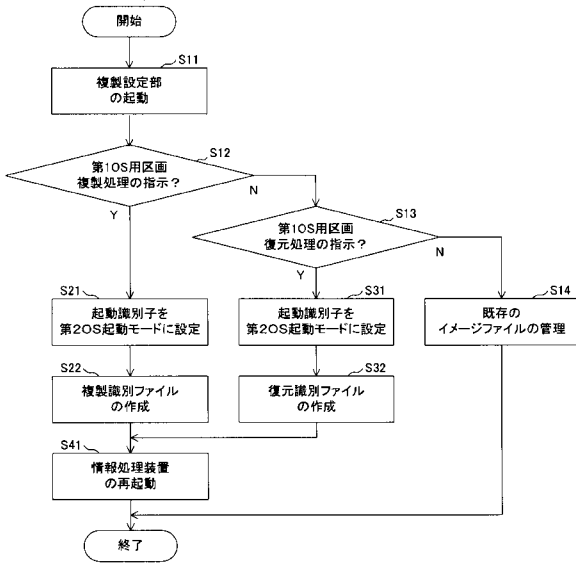 開始
S11
複製設定部
の起動
S12
第1OS用区画
複製処理の指示？
N
Y
S13
第1OS用区画
復元処理の指示？
N
Y
S21
起動識別子を
第2OS起動モードに設定
S31
起動識別子を
第2OS起動モードに設定
S14
既存の
イメージファイルの管理
S22
複製識別ファイル
の作成
S32
復元識別ファイル
の作成
S41
情報処理装置
の再起動
終了